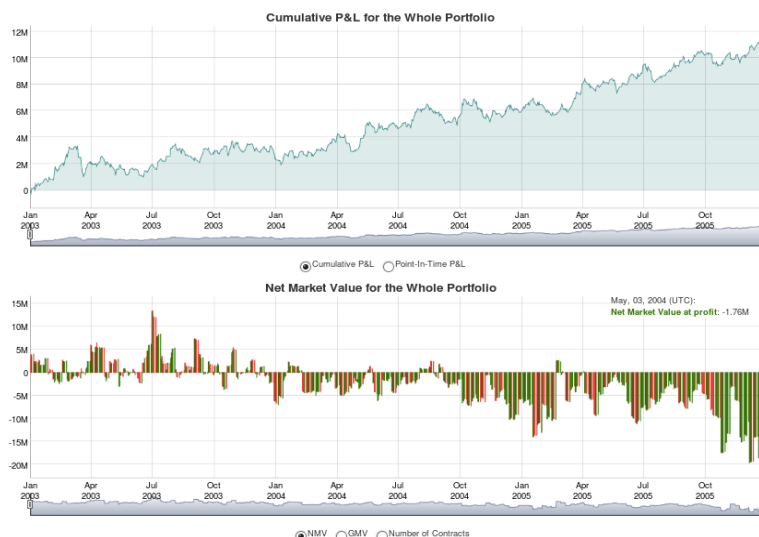 Cumulative P&L for the Whole Portfolio
12M
10M
8M
6M
4M
2M
0
Jan Apr Jul Oct Jan Apr Jul Oct Jan Apr Jul Oct
2003 2003 2003 2003 2004 2004 2004 2004 2005 2005 2005 2005
Cumulative P&L Point-In-Time P&L
Net Market Value for the Whole Portfolio
May, 03, 2004 (UTC):
Net Market Value at profit: -1.76M
15M
10M
5M
0
-5M
-10M
-15M
-20M
Jan Apr Jul Oct Jan Apr Jul Oct Jan Apr Jul Oct
2003 2003 2003 2003 2004 2004 2004 2004 2005 2005 2005 2005
NMV GMV Number of Contracts